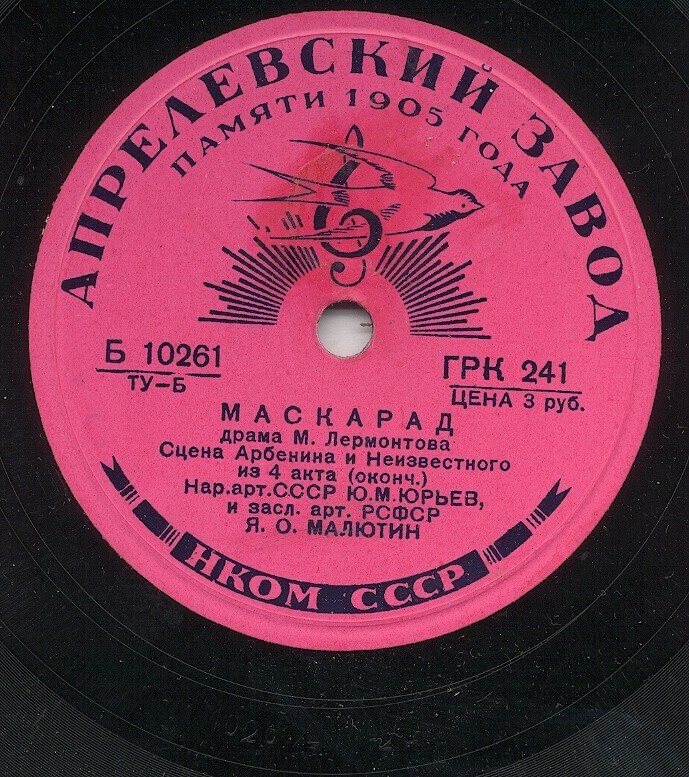 АПРЕЛЕВСКИЙ ЗАВОД
ПАМЯТИ 1905 ГОДА
Б 10261
ТУ-Б
ГРК 241
ЦЕНА 3 руб.
МАСКАРАД
драма М. Лермонтова
Сцена Арбенина и Неизвестного
из 4 акта (оконч.)
Нар.арт.СССР Ю.М.ЮРЬЕВ,
и засл. арт. РСФСР
Я. О. МАЛЮТИН
НКОМ СССР